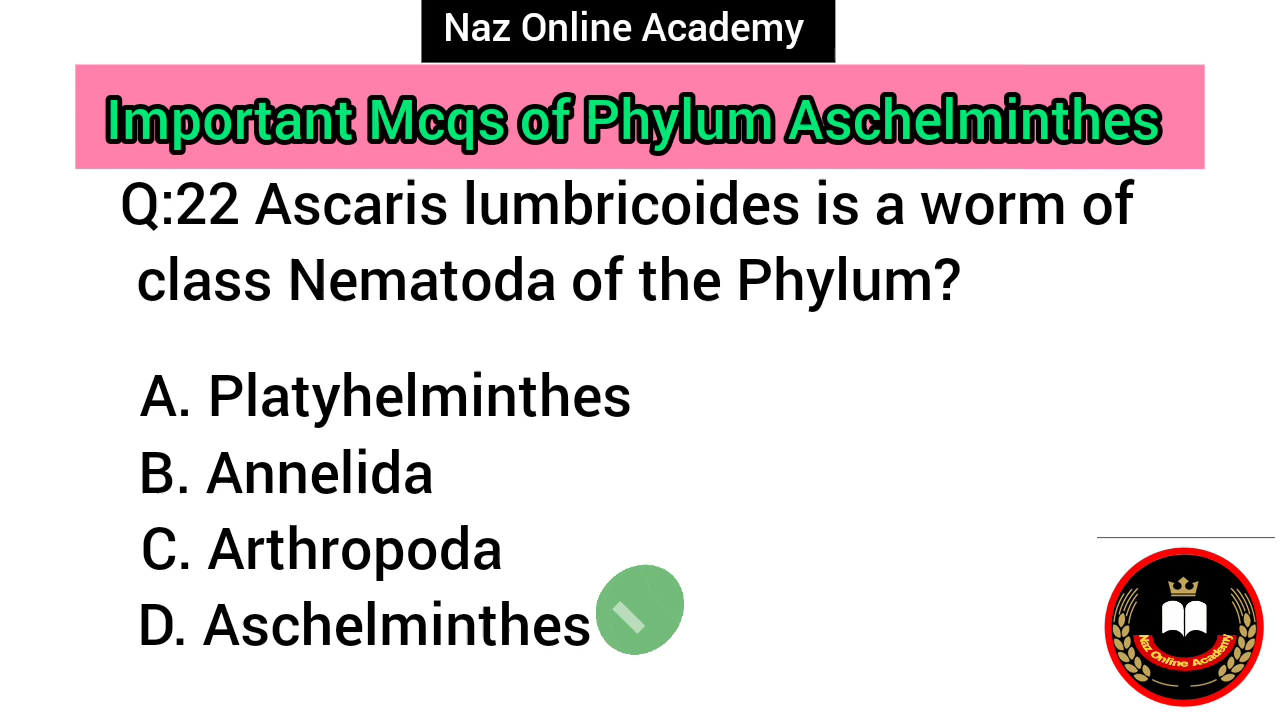 Naz Online Academy
Important Mcqs of Phylum Aschelminthes
Q:22 Ascaris lumbricoides is a worm of
class Nematoda of the Phylum?
A. Platyhelminthes
B. Annelida
C. Arthropoda
D. Aschelminthes
Naz Online Academy